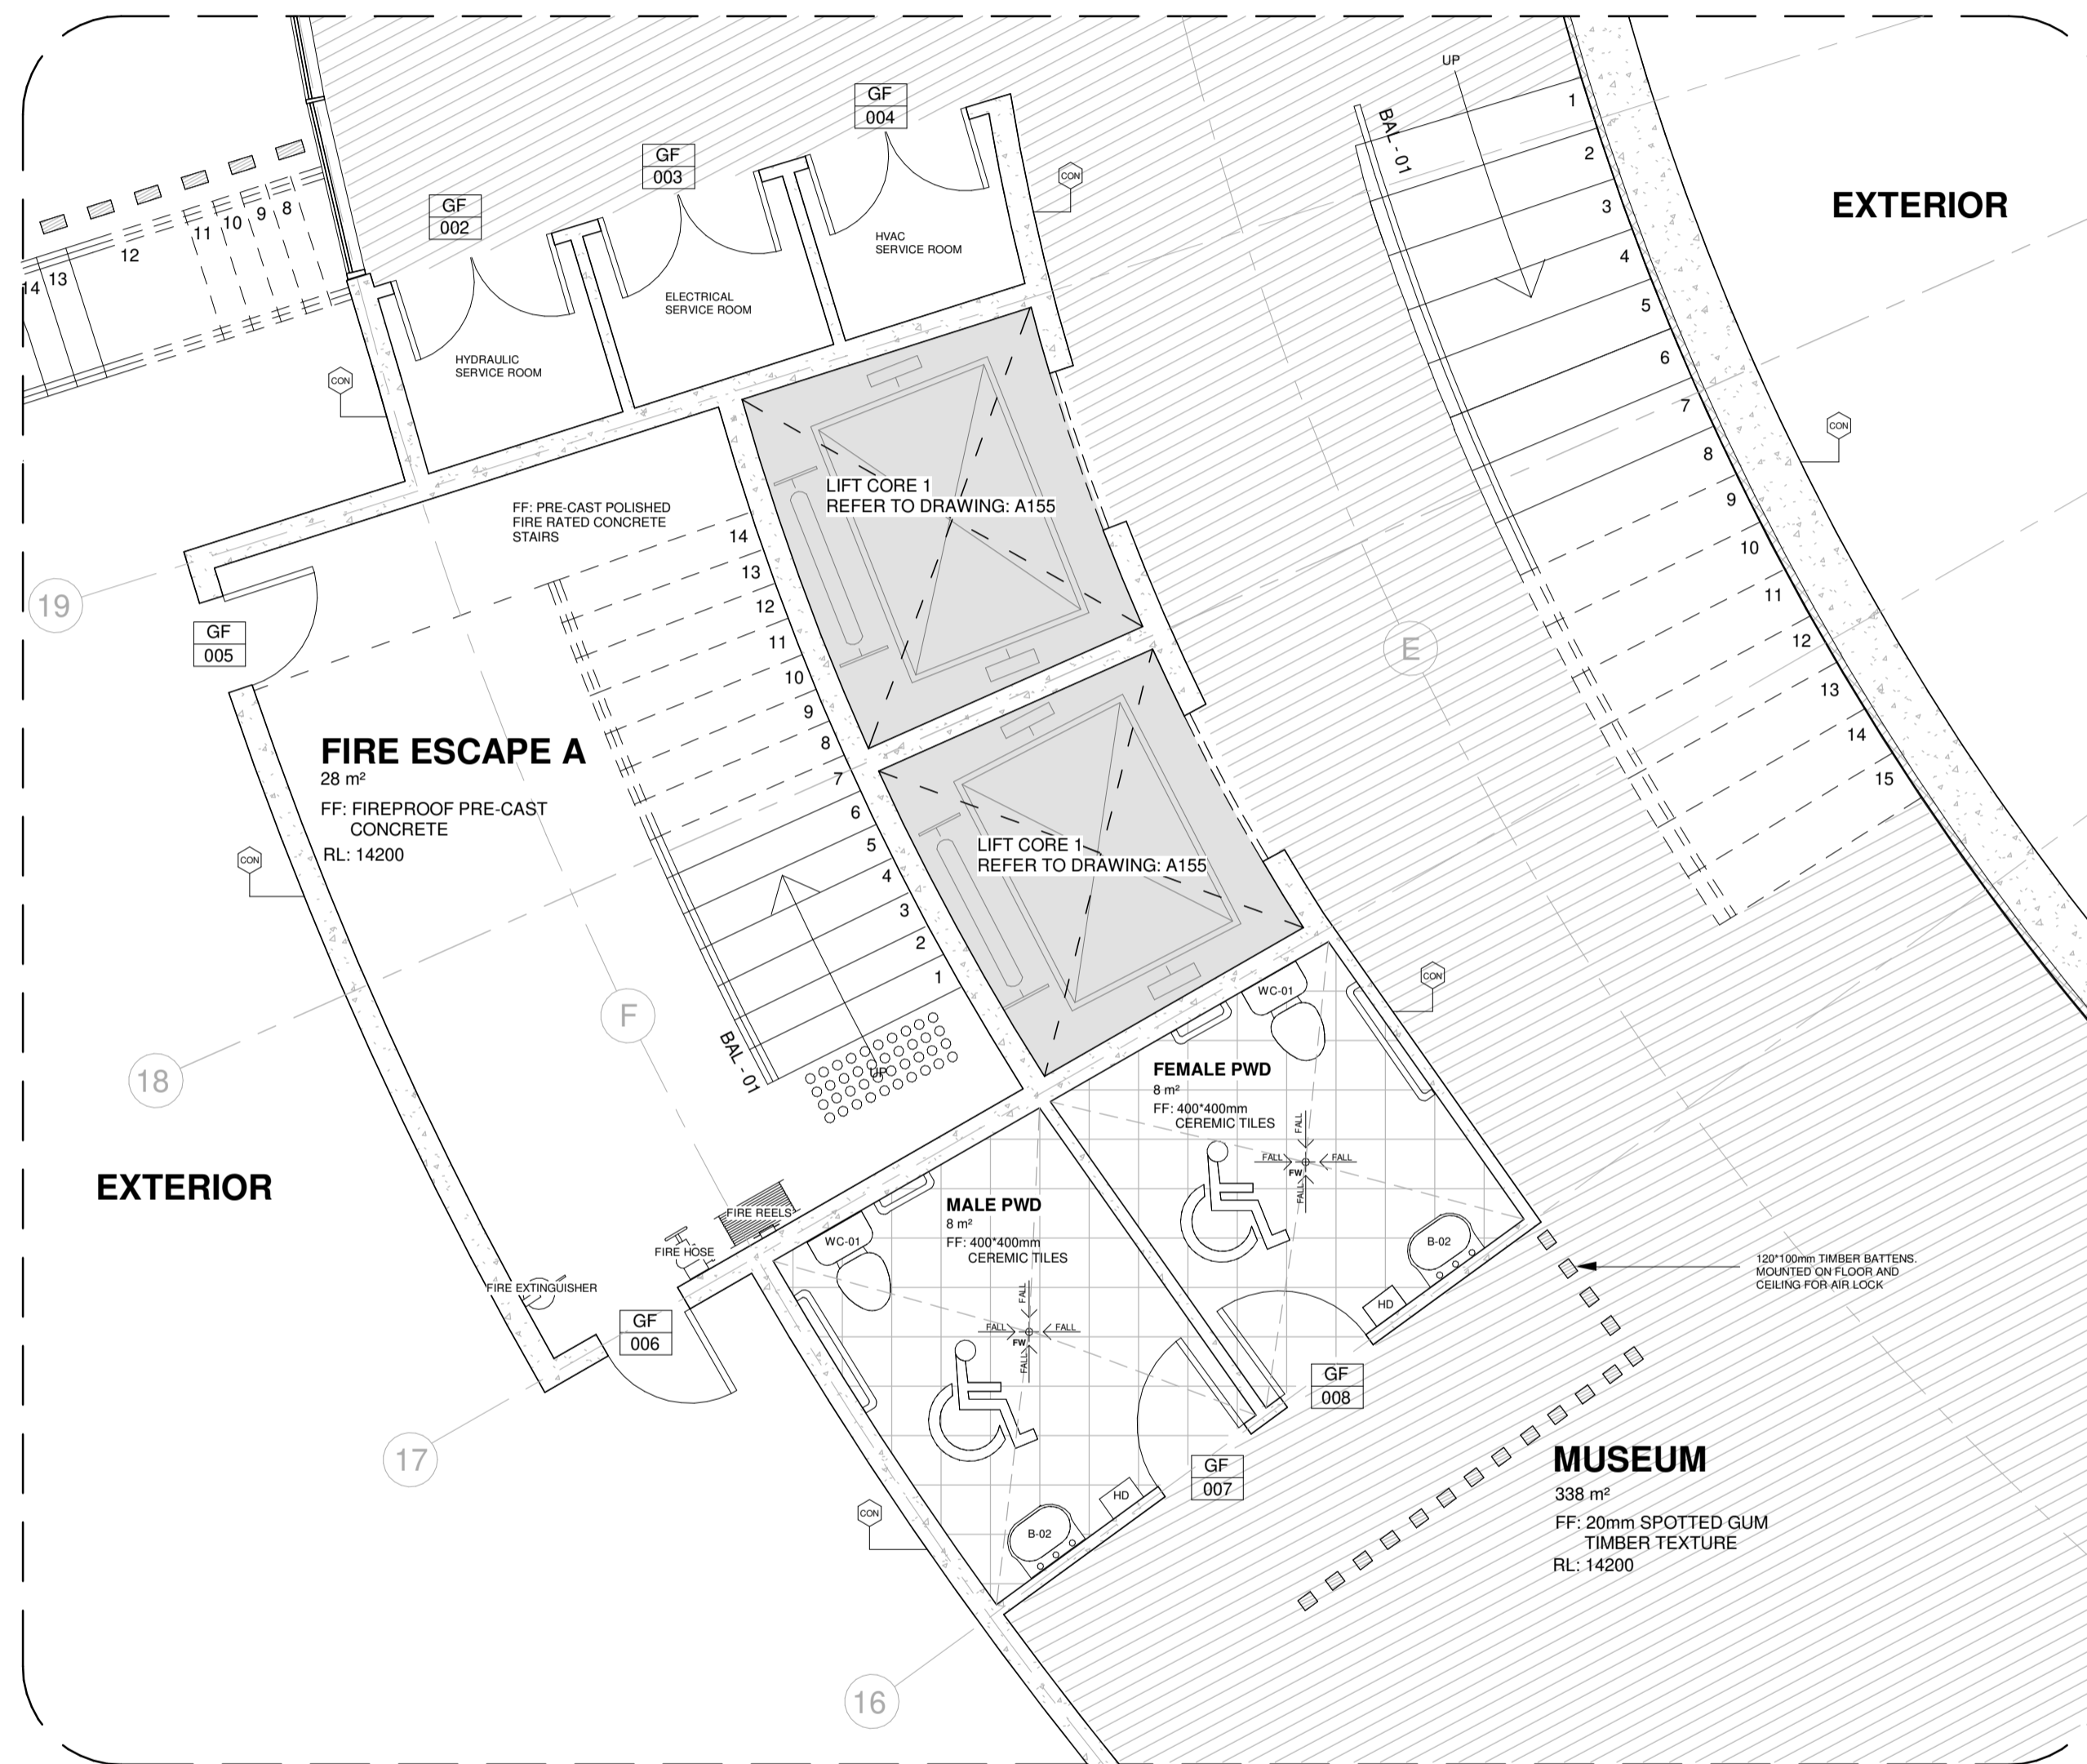 UP
BAL - 01
1
2
3
4
5
6
7
8
9
10
11
12
13
14
15
EXTERIOR
CON
GF
004
CON
HVAC
SERVICE ROOM
GF
003
ELECTRICAL
SERVICE ROOM
GF
002
HYDRAULIC
SERVICE ROOM
8
9
10
11
12
13
14
CON
FF: PRE-CAST POLISHED
FIRE RATED CONCRETE
STAIRS
LIFT CORE 1
REFER TO DRAWING: A155
19
GF
005
14
13
12
11
10
9
8
7
6
5
4
3
2
1
E
FIRE ESCAPE A
28 m²
FF: FIREPROOF PRE-CAST
CONCRETE
RL: 14200
CON
LIFT CORE 1
REFER TO DRAWING: A155
F
18
BAL - 01
UP
WC-01
CON
FEMALE PWD
8 m²
FF: 400*400mm
CEREMIC TILES
FALL
FALL
FALL
FW
FALL
EXTERIOR
FIRE REELS
FIRE HOSE
FIRE EXTINGUISHER
MALE PWD
8 m²
FF: 400*400mm
CEREMIC TILES
WC-01
B-02
HD
120*100mm TIMBER BATTENS.
MOUNTED ON FLOOR AND
CEILING FOR AIR LOCK
GF
006
FALL
FALL
FALL
FW
FALL
GF
008
17
GF
007
MUSEUM
338 m²
FF: 20mm SPOTTED GUM
TIMBER TEXTURE
RL: 14200
HD
B-02
CON
16